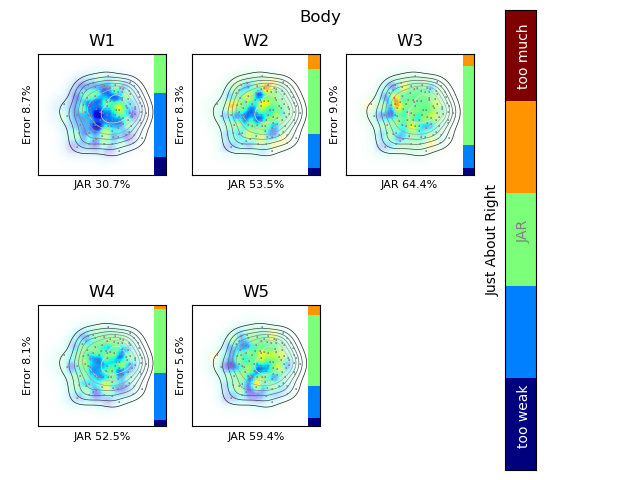 Body
W1
W2
W3
Error 8.7%
Error 8.3%
Error 9.0%
JAR 30.7%
JAR 53.5%
JAR 64.4%
W4
W5
Error 8.1%
Error 5.6%
JAR 52.5%
JAR 59.4%
Just About Right
too much
JAR
too weak